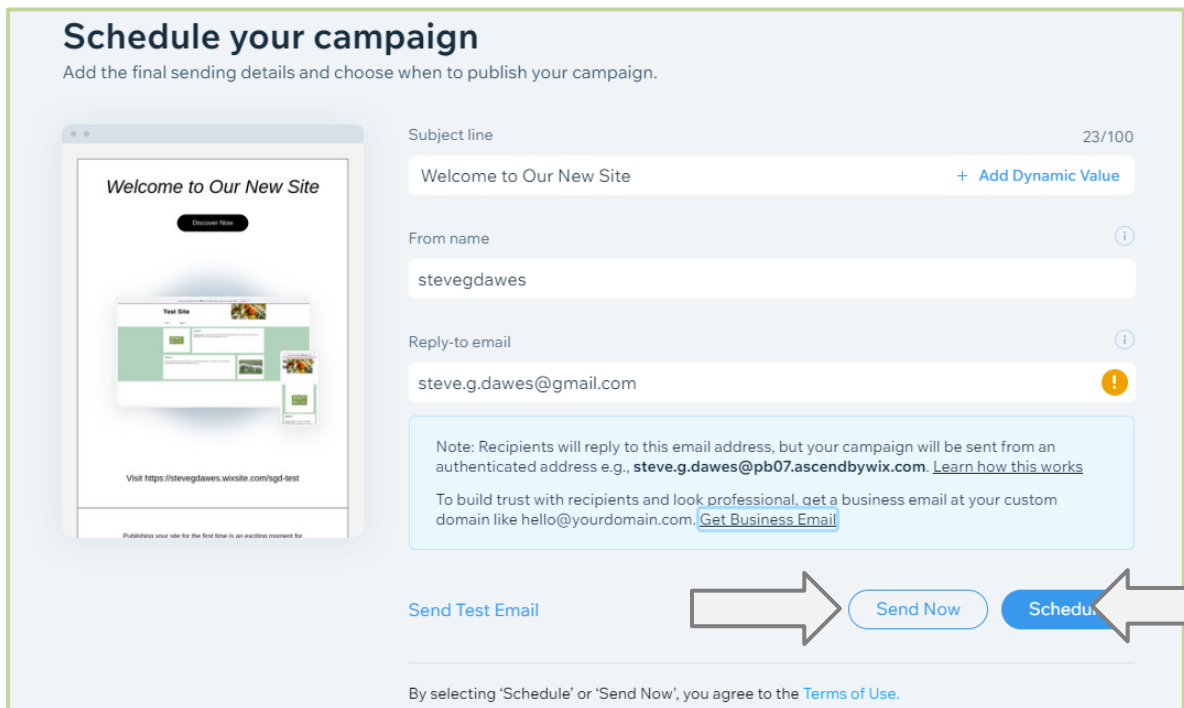 Schedule your campaign
Add the final sending details and choose when to publish your campaign.
Subject line
23/100
Welcome to Our New Site
+ Add Dynamic Value
From name
stevegdawes
Reply-to email
steve.g.dawes@gmail.com
Note: Recipients will reply to this email address, but your campaign will be sent from an
authenticated address e.g., steve.g.dawes@pb07.ascendbywix.com. Learn how this works
To build trust with recipients and look professional, get a business email at your custom
domain like hello@yourdomain.com. Get Business Email
Welcome to Our New Site
Discover Now
Test Site
Visit https://stevegdawes.wixsite.com/sgd-test
Publishing your site for the first time is an exciting moment for
Send Test Email
Send Now
Schedu
By selecting ‘Schedule’ or ‘Send Now’, you agree to the Terms of Use.